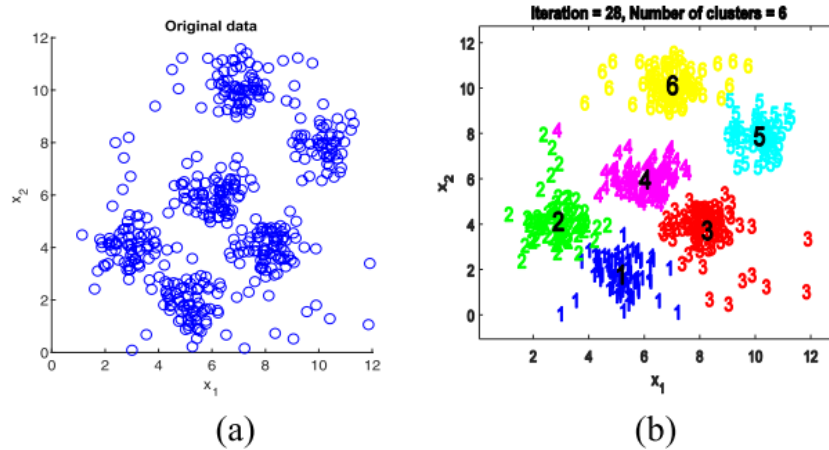 Original data
12
10
8
6
4
2
0
0 2 4 6 8 10 12
x₂
x₁
(a)
Iteration = 28, Number of clusters = 6
12
10
8
6
4
2
0
2 4 6 8 10 12
x₂
x₁
1
2
3
4
5
6
(b)